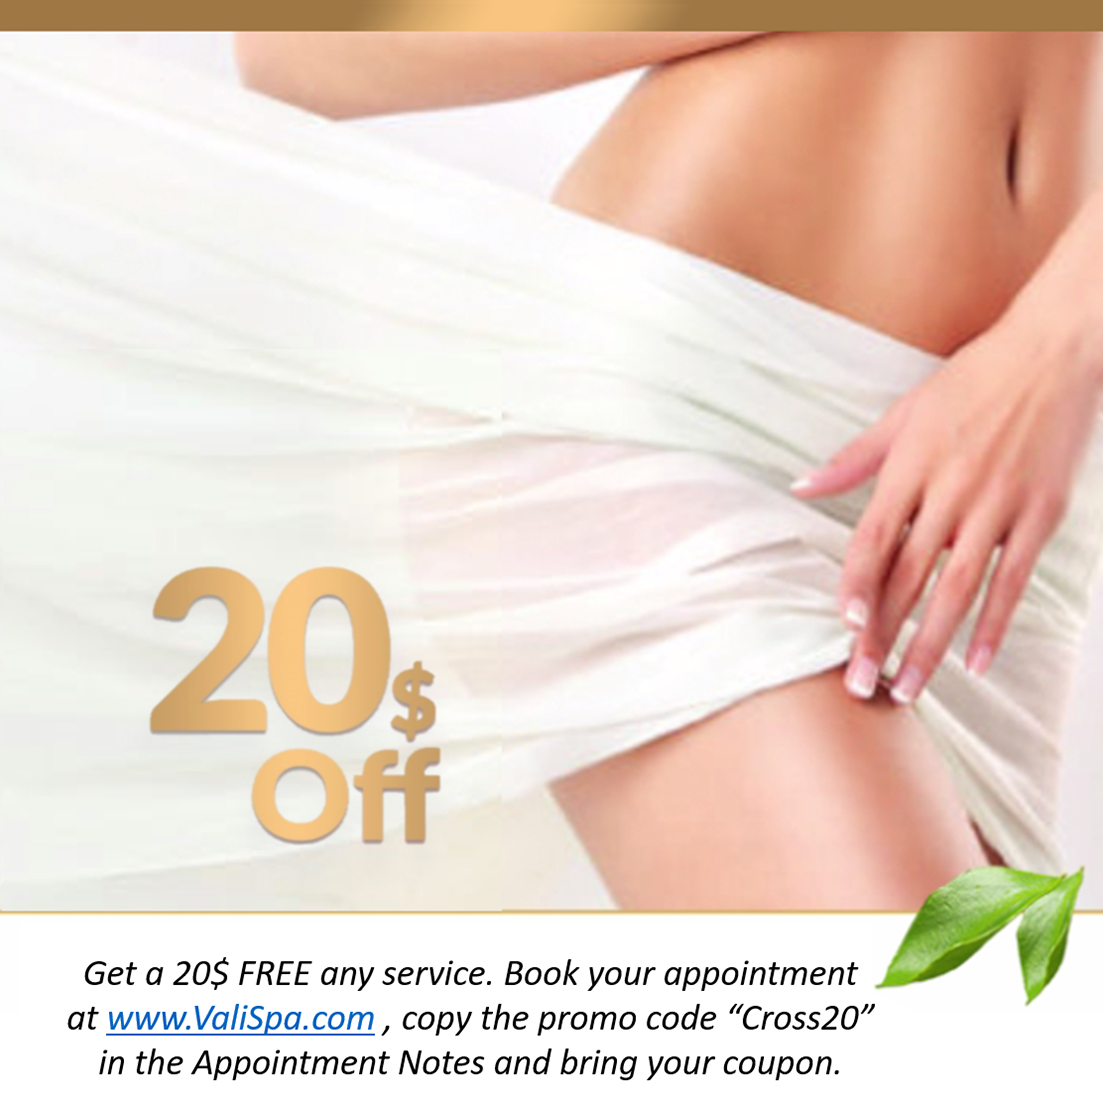 20$
Off
Get a 20$ FREE any service. Book your appointment
at www.ValiSpa.com , copy the promo code “Cross20”
in the Appointment Notes and bring your coupon.